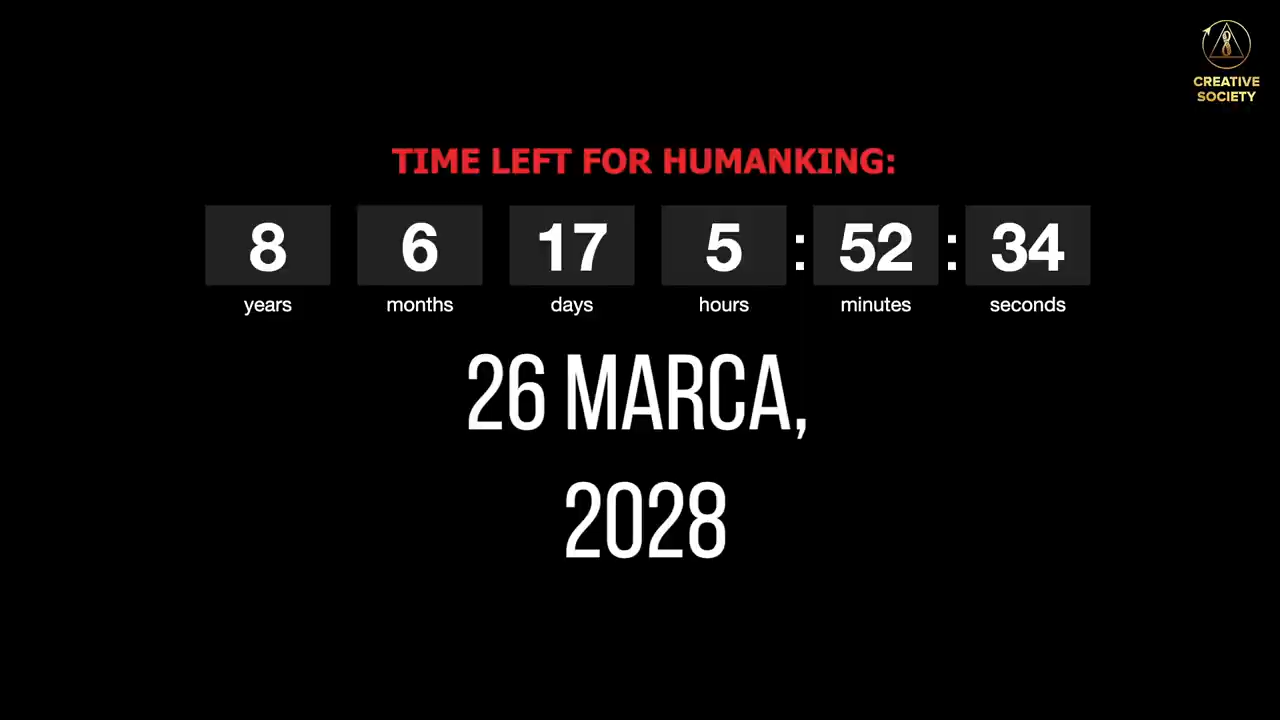 CREATIVE
SOCIETY
TIME LEFT FOR HUMANKING:
8 6 17 5 : 52 : 34
years months days hours minutes seconds
26 MARCA,
2028